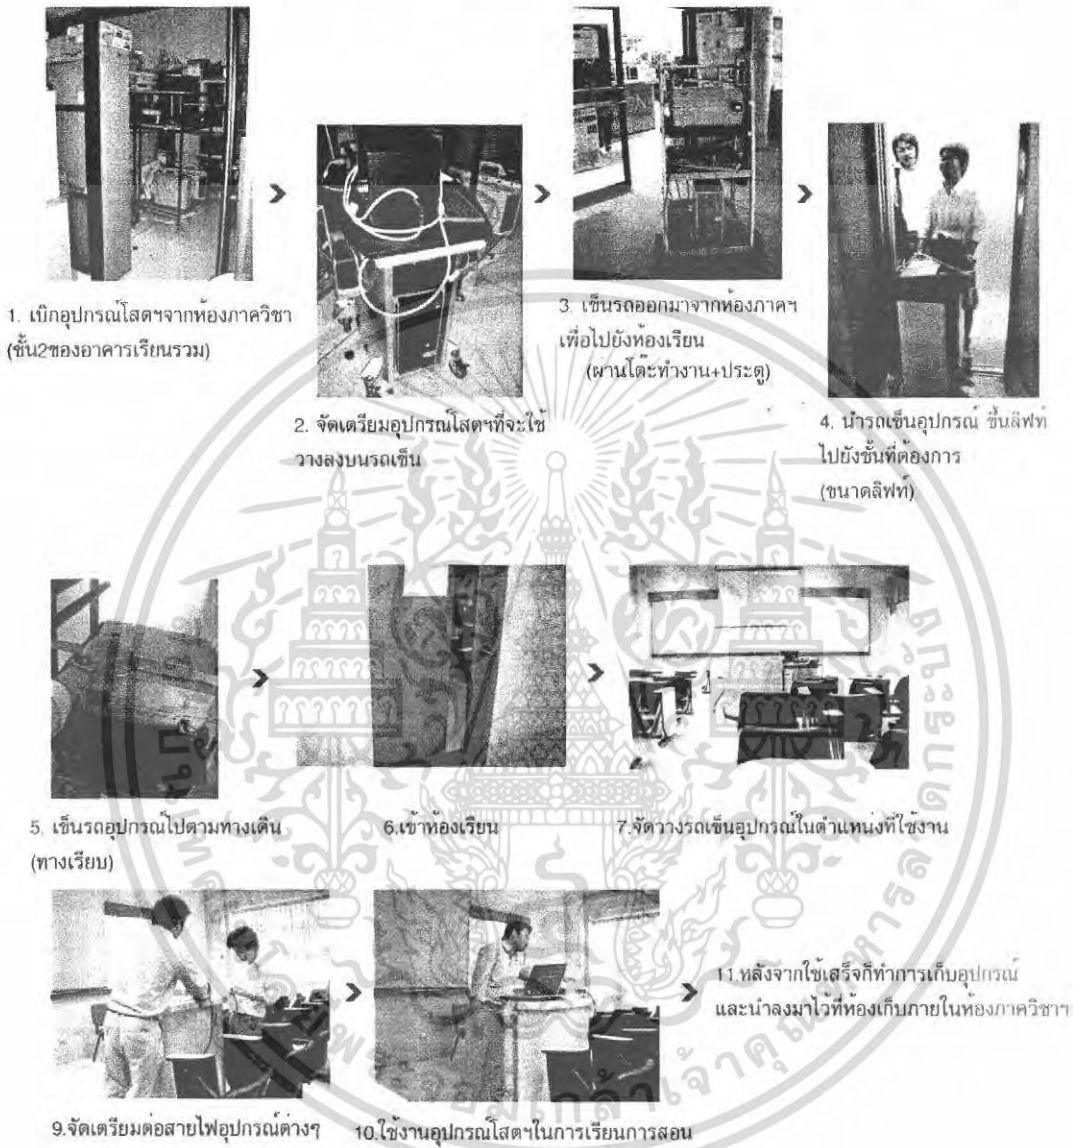 1. เบิกอุปกรณ์โสตฯจากห้องภาควิชา
(ชั้น2ของอาคารเรียนรวม)
2. จัดเตรียมอุปกรณ์โสตฯที่จะใช้
วางลงบนรถเข็น
3. เข็นรถออกมาจากห้องภาคฯ
เพื่อไปยังห้องเรียน
(ผ่านโต๊ะทำงาน+ประตู)
4. นำรถเข็นอุปกรณ์ ขึ้นลิฟท์
ไปยังชั้นที่ต้องการ
(ขนาดลิฟท์)
5. เข็นรถอุปกรณ์ไปตามทางเดิน
(ทางเรียบ)
6.เข้าห้องเรียน
7.จัดวางรถเข็นอุปกรณ์ในตำแหน่งที่ใช้งาน
9.จัดเตรียมต่อสายไฟอุปกรณ์ต่างๆ
10.ใช้งานอุปกรณ์โสตฯในการเรียนการสอน
11.หลังจากใช้เสร็จก็ทำการเก็บอุปกรณ์
และนำลงมาไว้ที่ห้องเก็บภายในห้องภาควิชาฯ